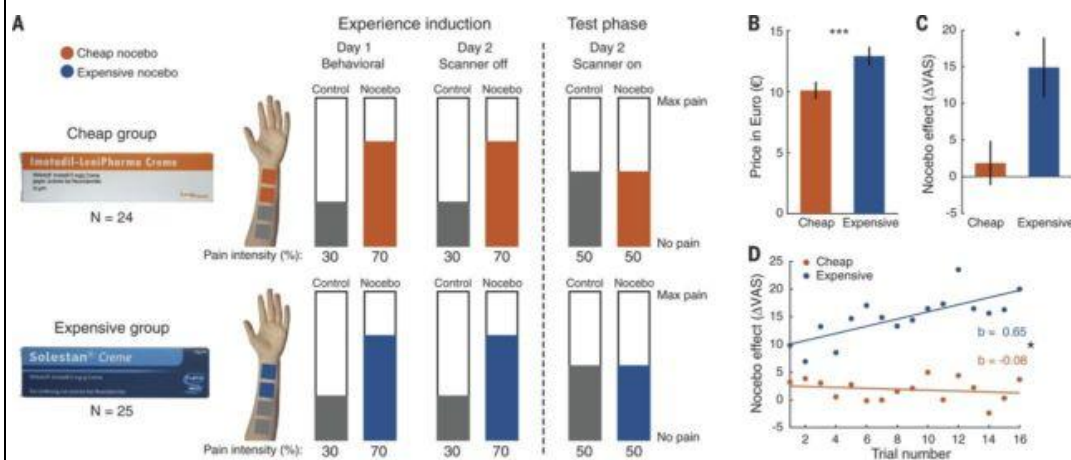 A
Experience induction
Test phase
Cheap nocebo
Expensive nocebo
Day 1
Behavioral
Day 2
Scanner off
Day 2
Scanner on
Control Nocebo Control Nocebo Control Nocebo
Max pain
Cheap group
Imotadil-LeniPharma Creme
N = 24
No pain
Pain intensity (%): 30 70 30 70 50 50
Control Nocebo Control Nocebo Control Nocebo
Max pain
Expensive group
Solestan® Creme
N = 25
No pain
Pain intensity (%): 30 70 30 70 50 50
B
***
Price in Euro (€)
15
10
5
0
Cheap Expensive
C
*
Nocebo effect (ΔVAS)
20
15
10
5
0
-5
Cheap Expensive
D
Cheap
Expensive
Nocebo effect (ΔVAS)
25
20
15
10
5
0
-5
b = 0.65
*
b = -0.08
2 4 6 8 10 12 14 16
Trial number